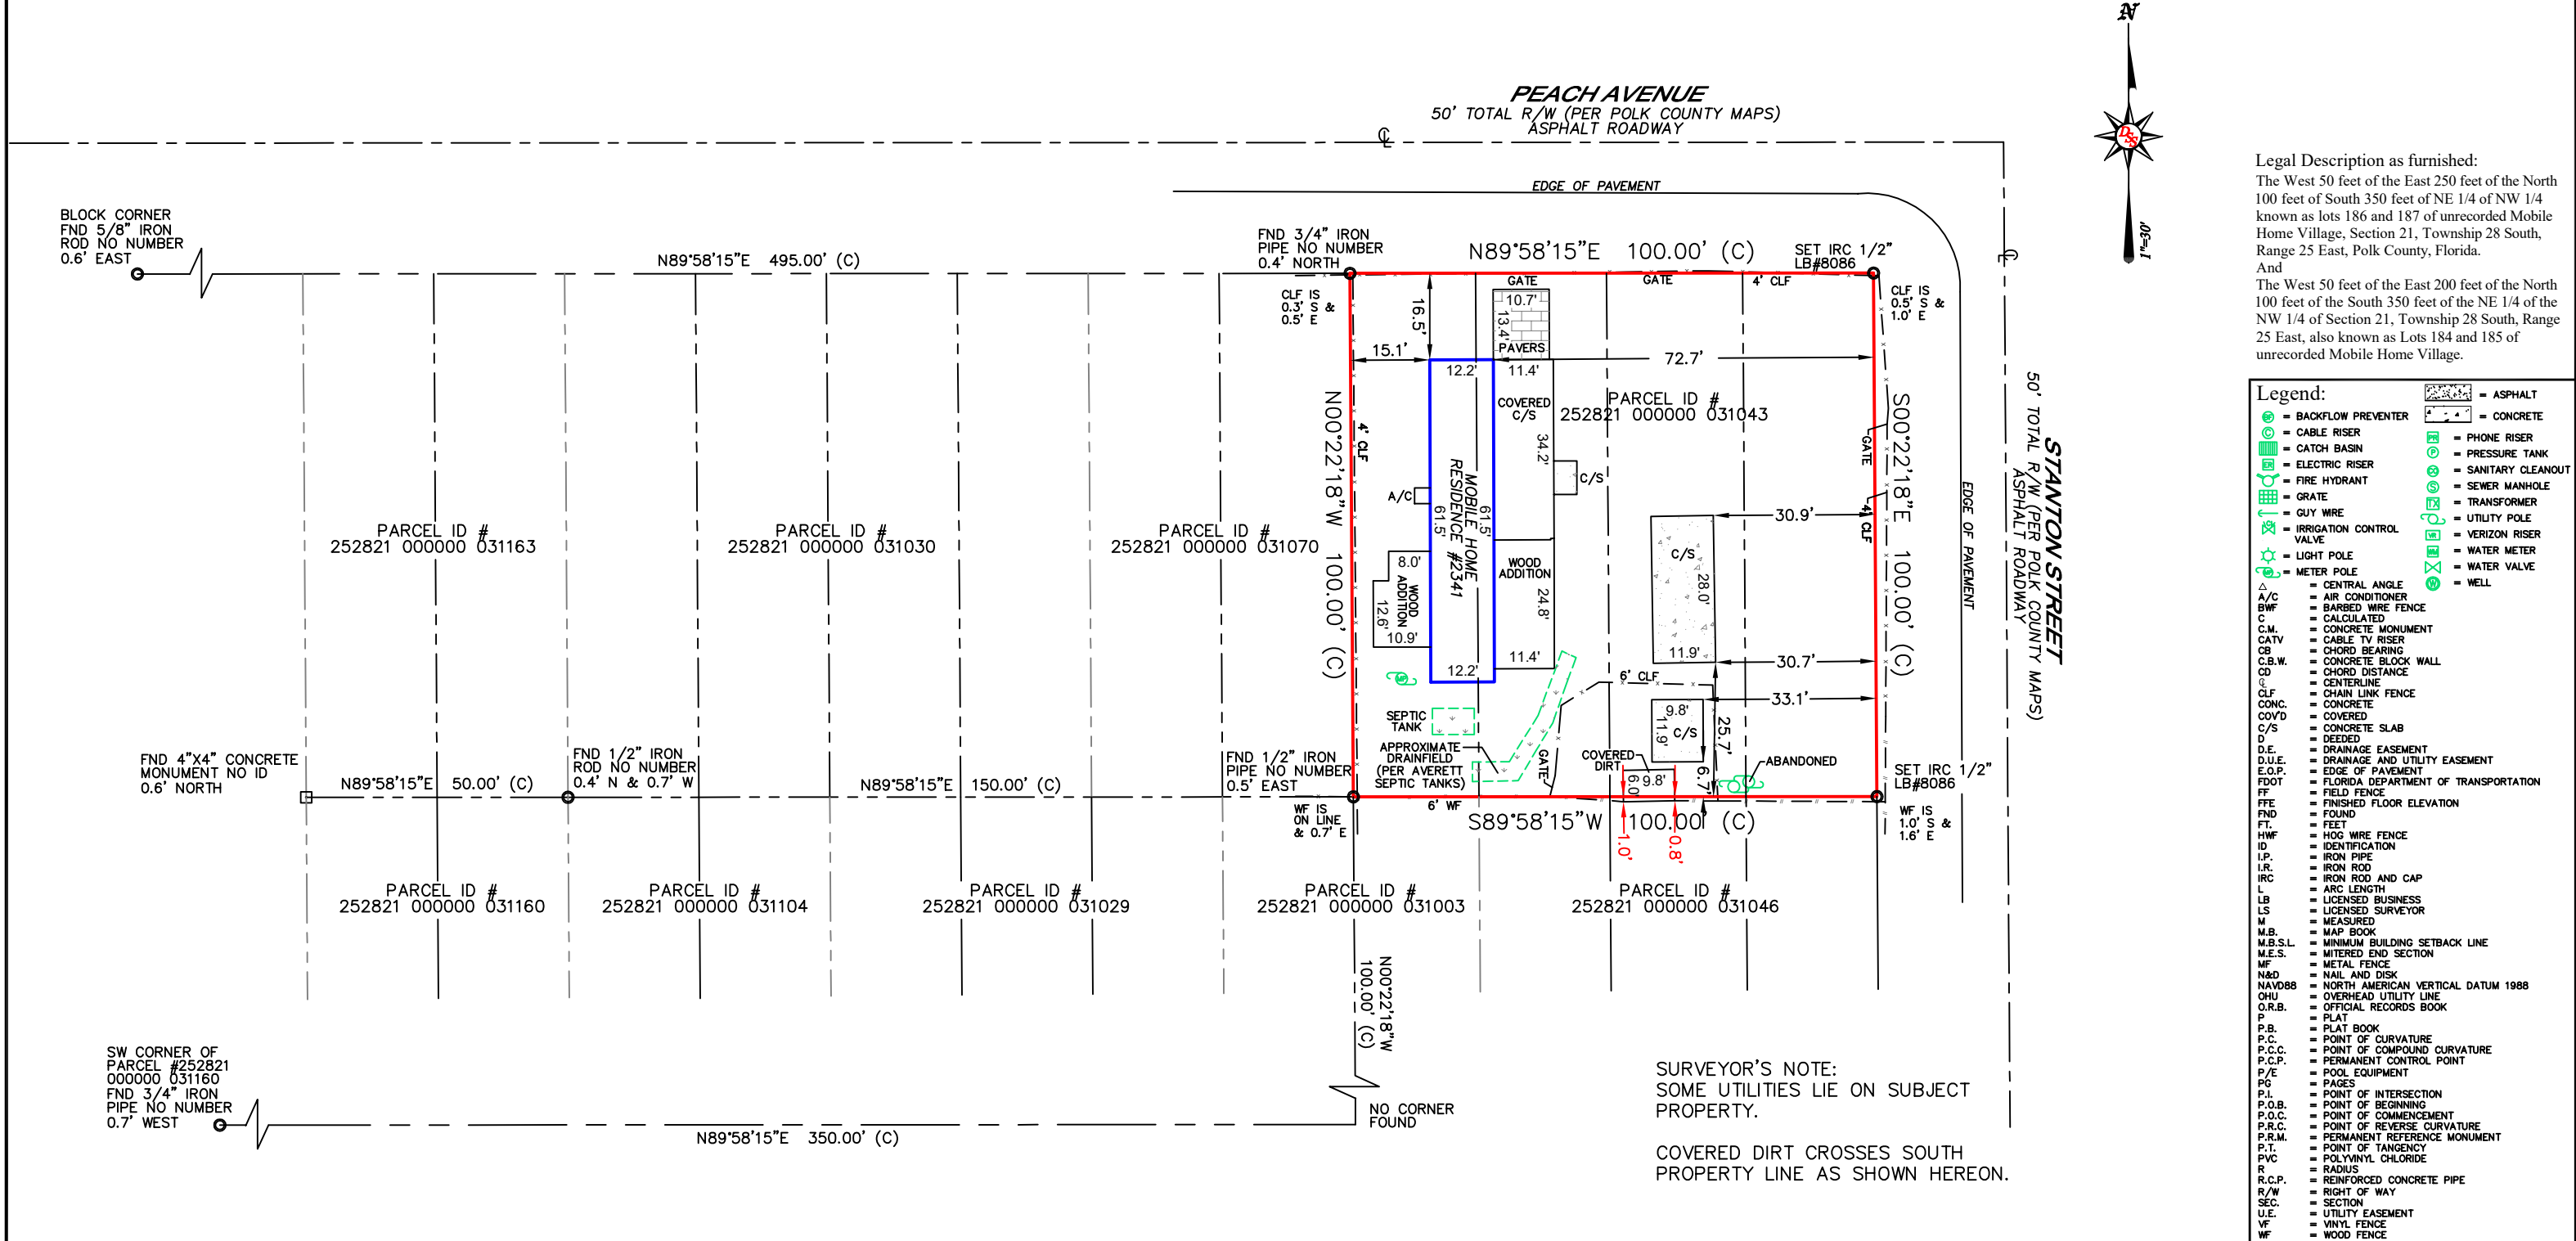 N
DSS
1"=30'
PEACH AVENUE
50' TOTAL R/W (PER POLK COUNTY MAPS)
ASPHALT ROADWAY
℄
EDGE OF PAVEMENT
BLOCK CORNER
FND 5/8" IRON
ROD NO NUMBER
0.6' EAST
N89°58'15"E 495.00' (C)
FND 3/4" IRON
PIPE NO NUMBER
0.4' NORTH
N89°58'15"E 100.00' (C)
SET IRC 1/2"
LB#8086
℄
CLF IS
0.3' S &
0.5' E
GATE
GATE
4' CLF
CLF IS
0.5' S &
1.0' E
16.5'
10.7'
13.4'
PAVERS
15.1'
72.7'
12.2'
11.4'
COVERED
C/S
PARCEL ID #
252821 000000 031043
N00°22'18"W 100.00' (C)
4' CLF
34.2'
C/S
A/C
61.5'
MOBILE HOME
RESIDENCE #2341
61.5'
GATE
4' CLF
S00°22'18"E 100.00' (C)
EDGE OF PAVEMENT
STANTON STREET
50' TOTAL R/W (PER POLK COUNTY MAPS)
ASPHALT ROADWAY
30.9'
C/S
28.0'
11.9'
30.7'
8.0'
WOOD
ADDITION
12.6'
10.9'
WOOD
ADDITION
24.8'
11.4'
12.2'
6' CLF
33.1'
9.8'
11.9'
C/S
25.7'
MP
SEPTIC
TANK
APPROXIMATE
DRAINFIELD
(PER AVERETT
SEPTIC TANKS)
GATE
COVERED
DIRT
6.0'
9.8'
6.7'
ABANDONED
PARCEL ID #
252821 000000 031163
PARCEL ID #
252821 000000 031030
PARCEL ID #
252821 000000 031070
FND 4"X4" CONCRETE
MONUMENT NO ID
0.6' NORTH
N89°58'15"E 50.00' (C)
FND 1/2" IRON
ROD NO NUMBER
0.4' N & 0.7' W
N89°58'15"E 150.00' (C)
FND 1/2" IRON
PIPE NO NUMBER
0.5' EAST
WF IS
ON LINE
& 0.7' E
6' WF
S89°58'15"W 100.00' (C)
1.0'
0.8'
SET IRC 1/2"
LB#8086
WF IS
1.0' S &
1.6' E
PARCEL ID #
252821 000000 031160
PARCEL ID #
252821 000000 031104
PARCEL ID #
252821 000000 031029
PARCEL ID #
252821 000000 031003
PARCEL ID #
252821 000000 031046
N00°22'18"W
100.00' (C)
SW CORNER OF
PARCEL #252821
000000 031160
FND 3/4" IRON
PIPE NO NUMBER
0.7' WEST
N89°58'15"E 350.00' (C)
NO CORNER
FOUND
SURVEYOR'S NOTE:
SOME UTILITIES LIE ON SUBJECT
PROPERTY.
COVERED DIRT CROSSES SOUTH
PROPERTY LINE AS SHOWN HEREON.
Legal Description as furnished:
The West 50 feet of the East 250 feet of the North
100 feet of South 350 feet of NE 1/4 of NW 1/4
known as lots 186 and 187 of unrecorded Mobile
Home Village, Section 21, Township 28 South,
Range 25 East, Polk County, Florida.
And
The West 50 feet of the East 200 feet of the North
100 feet of the South 350 feet of the NE 1/4 of the
NW 1/4 of Section 21, Township 28 South, Range
25 East, also known as Lots 184 and 185 of
unrecorded Mobile Home Village.
Legend:
= ASPHALT
= CONCRETE
BF = BACKFLOW PREVENTER
C = CABLE RISER
= CATCH BASIN
ER = ELECTRIC RISER
= FIRE HYDRANT
= GRATE
= GUY WIRE
= IRRIGATION CONTROL
VALVE
= LIGHT POLE
MP = METER POLE
PR = PHONE RISER
P = PRESSURE TANK
= SANITARY CLEANOUT
S = SEWER MANHOLE
TX = TRANSFORMER
= UTILITY POLE
VR = VERIZON RISER
WM = WATER METER
= WATER VALVE
W = WELL
△ = CENTRAL ANGLE
A/C = AIR CONDITIONER
BWF = BARBED WIRE FENCE
C = CALCULATED
C.M. = CONCRETE MONUMENT
CATV = CABLE TV RISER
CB = CHORD BEARING
C.B.W. = CONCRETE BLOCK WALL
CD = CHORD DISTANCE
℄ = CENTERLINE
CLF = CHAIN LINK FENCE
CONC. = CONCRETE
COV'D = COVERED
C/S = CONCRETE SLAB
D = DEEDED
D.E. = DRAINAGE EASEMENT
D.U.E. = DRAINAGE AND UTILITY EASEMENT
E.O.P. = EDGE OF PAVEMENT
FDOT = FLORIDA DEPARTMENT OF TRANSPORTATION
FF = FIELD FENCE
FFE = FINISHED FLOOR ELEVATION
FND = FOUND
FT. = FEET
HWF = HOG WIRE FENCE
ID = IDENTIFICATION
I.P. = IRON PIPE
I.R. = IRON ROD
IRC = IRON ROD AND CAP
L = ARC LENGTH
LB = LICENSED BUSINESS
LS = LICENSED SURVEYOR
M = MEASURED
M.B. = MAP BOOK
M.B.S.L. = MINIMUM BUILDING SETBACK LINE
M.E.S. = MITERED END SECTION
MF = METAL FENCE
N&D = NAIL AND DISK
NAVD88 = NORTH AMERICAN VERTICAL DATUM 1988
OHU = OVERHEAD UTILITY LINE
O.R.B. = OFFICIAL RECORDS BOOK
P = PLAT
P.B. = PLAT BOOK
P.C. = POINT OF CURVATURE
P.C.C. = POINT OF COMPOUND CURVATURE
P.C.P. = PERMANENT CONTROL POINT
P/E = POOL EQUIPMENT
PG = PAGES
P.I. = POINT OF INTERSECTION
P.O.B. = POINT OF BEGINNING
P.O.C. = POINT OF COMMENCEMENT
P.R.C. = POINT OF REVERSE CURVATURE
P.R.M. = PERMANENT REFERENCE MONUMENT
P.T. = POINT OF TANGENCY
PVC = POLYVINYL CHLORIDE
R = RADIUS
R.C.P. = REINFORCED CONCRETE PIPE
R/W = RIGHT OF WAY
SEC. = SECTION
U.E. = UTILITY EASEMENT
VF = VINYL FENCE
WF = WOOD FENCE